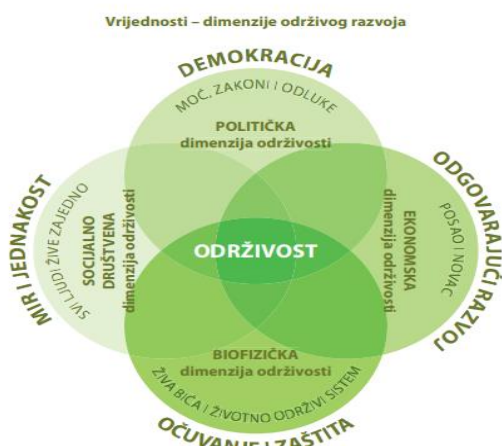 Vrijednosti – dimenzije održivog razvoja
DEMOKRACIJA
MOĆ, ZAKONI I ODLUKE
POLITIČKA
dimenzija održivosti
MIR I JEDNAKOST
SVI LJUDI ŽIVE ZAJEDNO
SOCIJALNO
DRUŠTVENA
dimenzija održivosti
ODRŽIVOST
EKONOMSKA
dimenzija održivosti
POSAO I NOVAC
ODGOVARAJUĆI RAZVOJ
BIOFIZIČKA
dimenzija održivosti
ŽIVA BIĆA I ŽIVOTNO ODRŽIVI SISTEM
OČUVANJE I ZAŠTITA